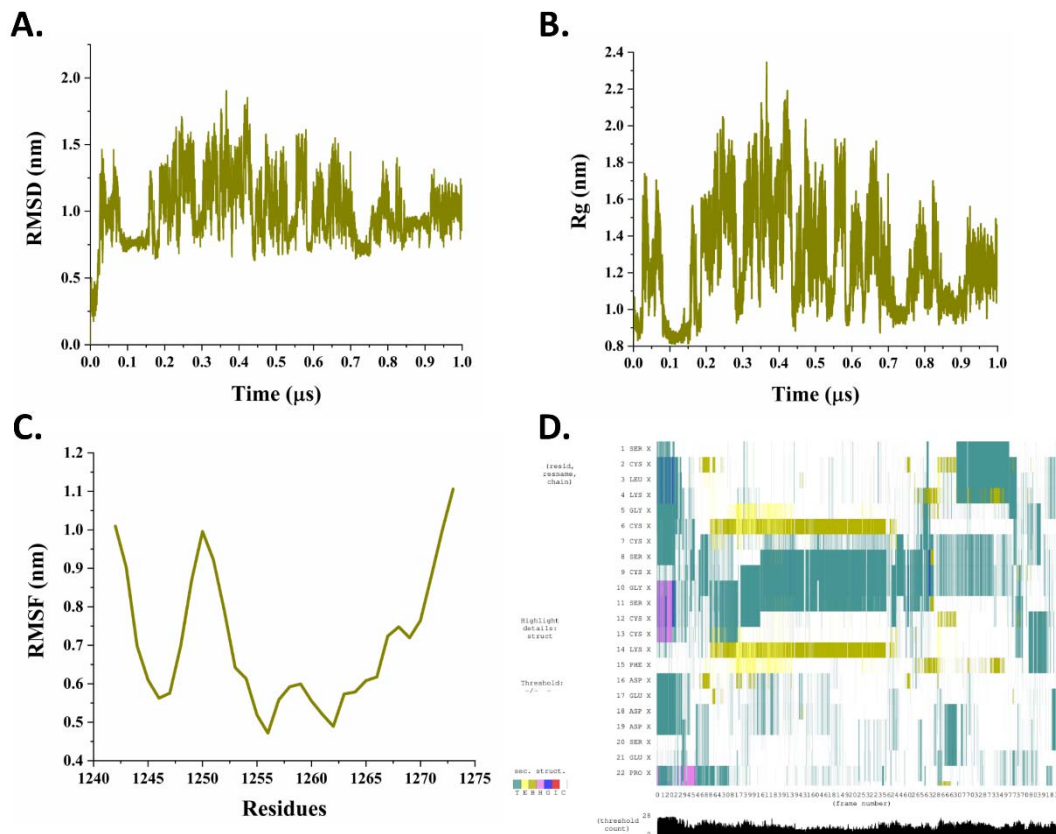 A.
2.0
1.5
1.0
0.5
0.0
RMSD (nm)
0.0 0.1 0.2 0.3 0.4 0.5 0.6 0.7 0.8 0.9 1.0
Time (µs)
B.
2.4
2.2
2.0
1.8
1.6
1.4
1.2
1.0
0.8
Rg (nm)
0.0 0.1 0.2 0.3 0.4 0.5 0.6 0.7 0.8 0.9 1.0
Time (µs)
C.
1.2
1.1
1.0
0.9
0.8
0.7
0.6
0.5
0.4
RMSF (nm)
1240 1245 1250 1255 1260 1265 1270 1275
Residues
D.
(resid,
resname,
chain)
1 SER X
2 CYS X
3 LEU X
4 LYS X
5 GLY X
6 CYS X
7 CYS X
8 SER X
9 CYS X
10 GLY X
11 SER X
12 CYS X
13 CYS X
14 LYS X
15 PHE X
16 ASP X
17 GLU X
18 ASP X
19 ASP X
20 SER X
21 GLU X
22 PRO X
Highlight
details:
struct
Threshold:
sec. struct.
T E B H G I C
(frame number)
(threshold
count)
28